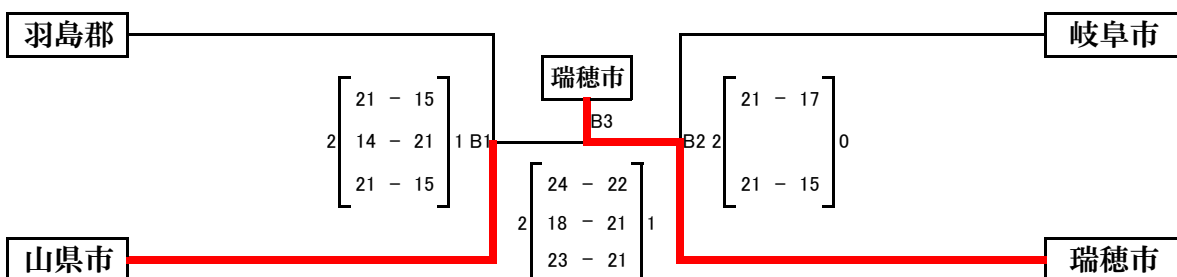 羽島郡
岐阜市
瑞穂市
B3
2 21 － 15 1 B1
14 － 21
21 － 15
B2 2 21 － 17 0
21 － 15
2 24 － 22 1
18 － 21
23 － 21
山県市
瑞穂市